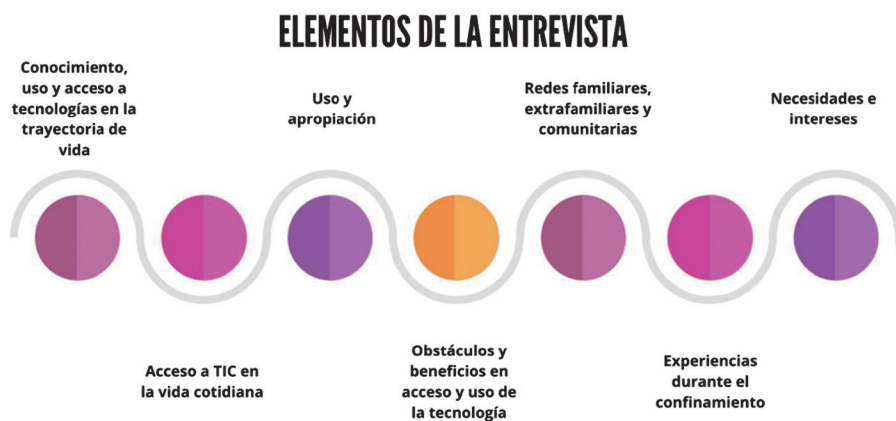 ELEMENTOS DE LA ENTREVISTA
Conocimiento,
uso y acceso a
tecnologías en la
trayectoria de
vida
Acceso a TIC en
la vida cotidiana
Uso y
apropiación
Obstáculos y
beneficios en
acceso y uso de
la tecnología
Redes familiares,
extrafamiliares y
comunitarias
Experiencias
durante el
confinamiento
Necesidades e
intereses